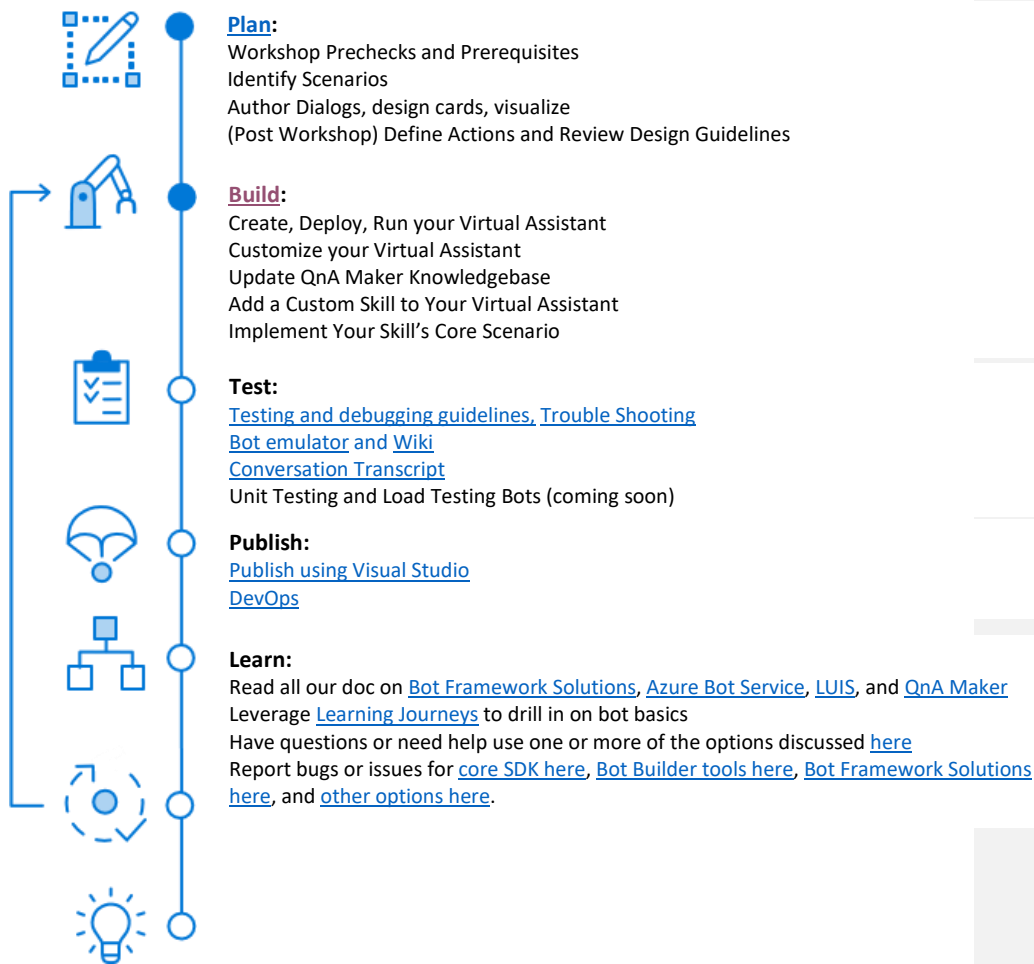 Plan:
Workshop Prechecks and Prerequisites
Identify Scenarios
Author Dialogs, design cards, visualize
(Post Workshop) Define Actions and Review Design Guidelines
Build:
Create, Deploy, Run your Virtual Assistant
Customize your Virtual Assistant
Update QnA Maker Knowledgebase
Add a Custom Skill to Your Virtual Assistant
Implement Your Skill’s Core Scenario
Test:
Testing and debugging guidelines, Trouble Shooting
Bot emulator and Wiki
Conversation Transcript
Unit Testing and Load Testing Bots (coming soon)
Publish:
Publish using Visual Studio
DevOps
Learn:
Read all our doc on Bot Framework Solutions, Azure Bot Service, LUIS, and QnA Maker
Leverage Learning Journeys to drill in on bot basics
Have questions or need help use one or more of the options discussed here
Report bugs or issues for core SDK here, Bot Builder tools here, Bot Framework Solutions
here, and other options here.